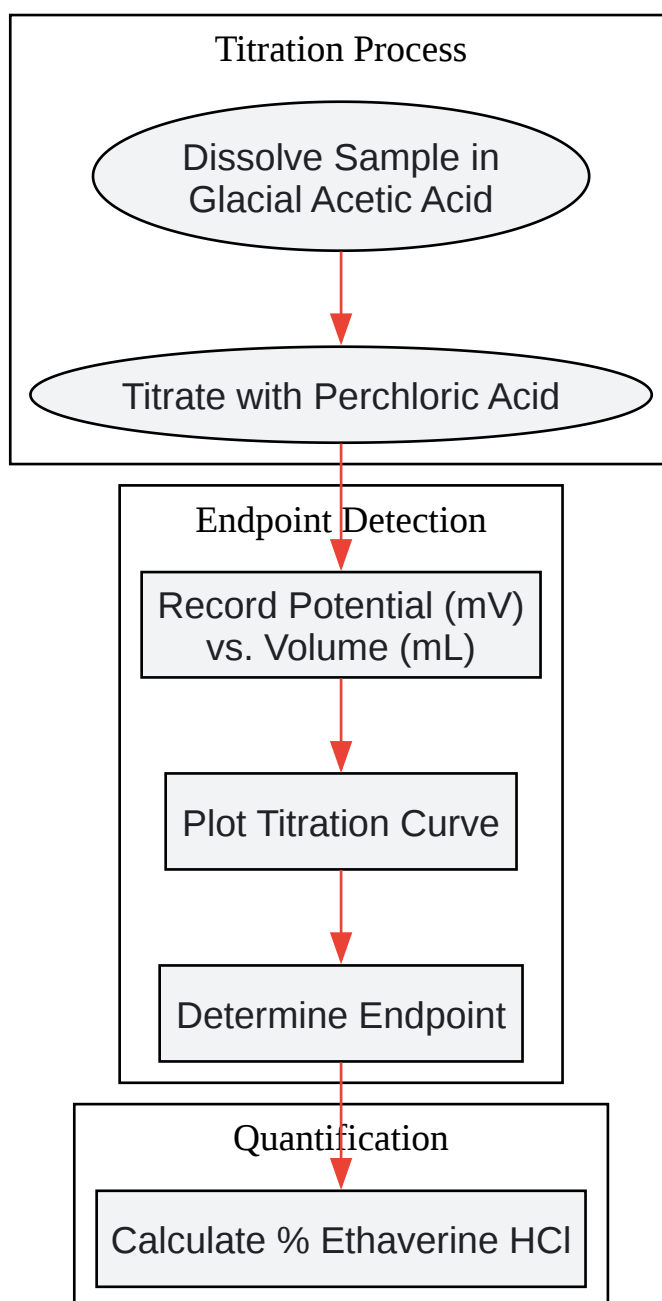 Titration Process
Dissolve Sample in
Glacial Acetic Acid
Titrate with Perchloric Acid
Endpoint Detection
Record Potential (mV)
vs. Volume (mL)
Plot Titration Curve
Determine Endpoint
Quantification
Calculate % Ethaverine HCl